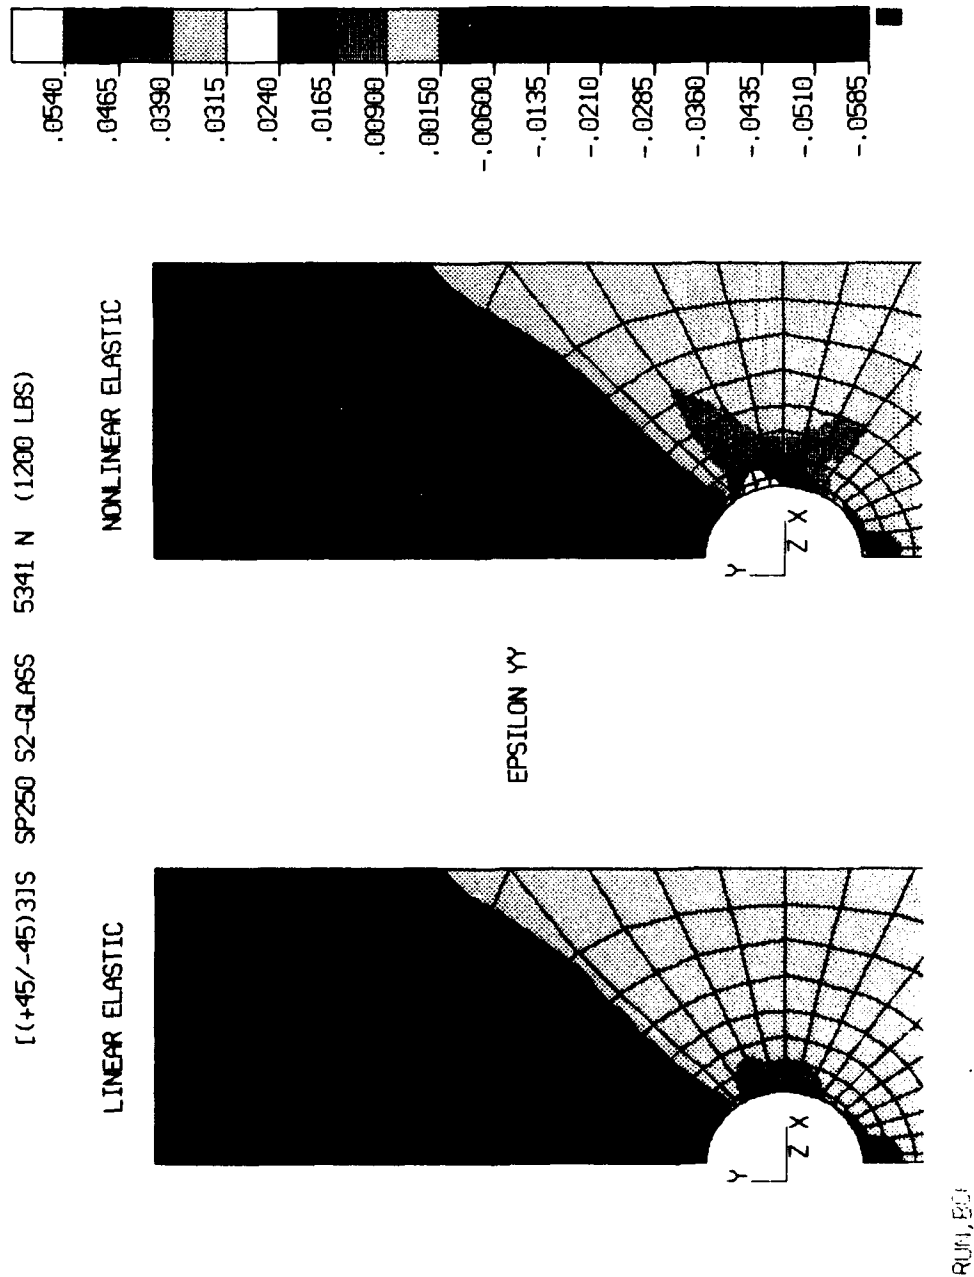 [(+45/-45)3]S SP250 S2-GLASS 5341 N (1200 LBS)
LINEAR ELASTIC
NONLINEAR ELASTIC
EPSILON YY
Y
Z X
Y
Z X
.0540
.0465
.0390
.0315
.0240
.0165
.00900
.00150
-.00600
-.0135
-.0210
-.0285
-.0360
-.0435
-.0510
-.0585
RUN,